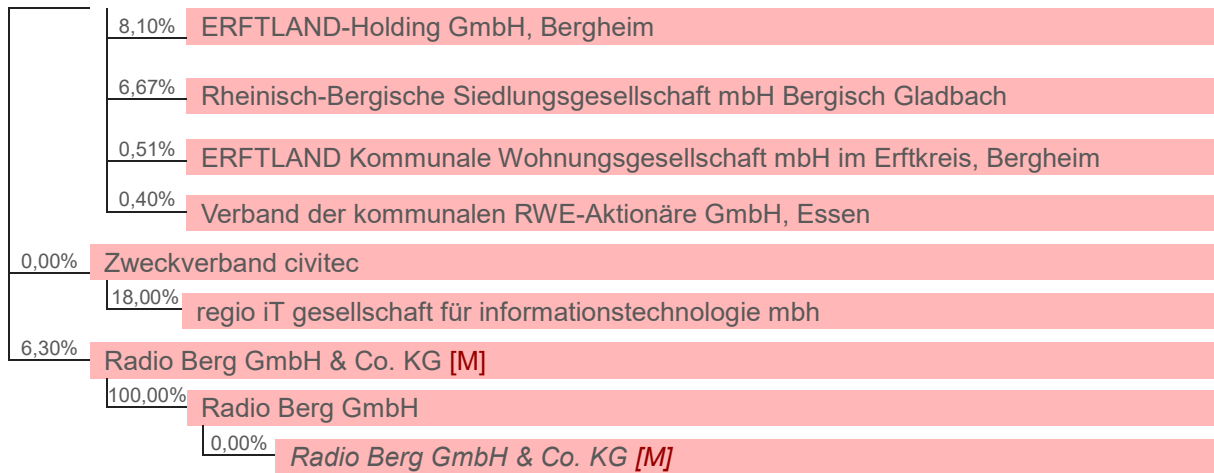 8,10% ERFTLAND-Holding GmbH, Bergheim
6,67% Rheinisch-Bergische Siedlungsgesellschaft mbH Bergisch Gladbach
0,51% ERFTLAND Kommunale Wohnungsgesellschaft mbH im Erftkreis, Bergheim
0,40% Verband der kommunalen RWE-Aktionäre GmbH, Essen
0,00% Zweckverband civitec
18,00% regio iT gesellschaft für informationstechnologie mbh
6,30% Radio Berg GmbH & Co. KG [M]
100,00% Radio Berg GmbH
0,00% Radio Berg GmbH & Co. KG [M]